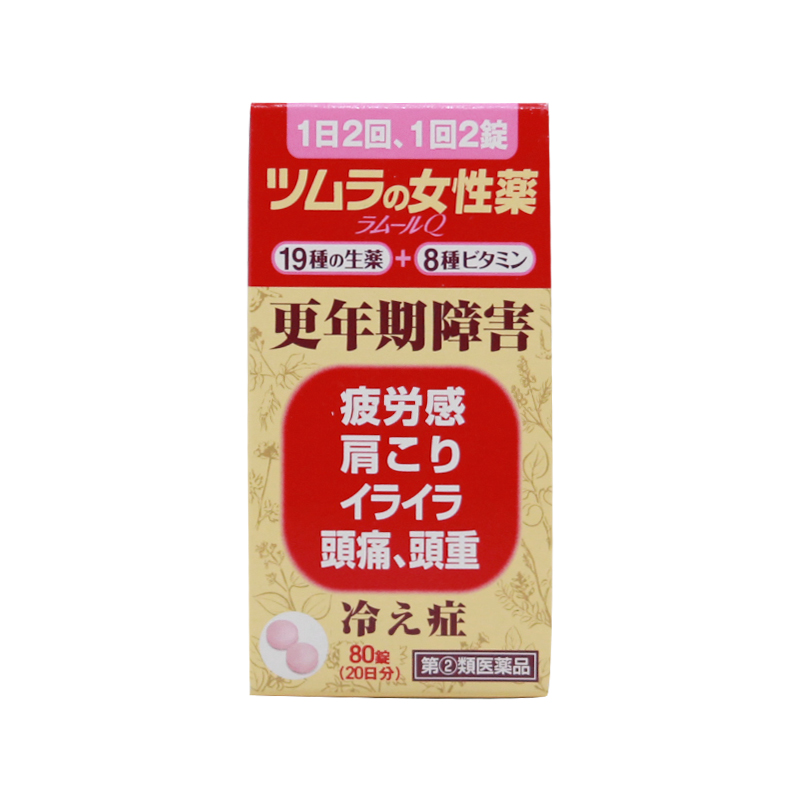 1日2回、1回2錠
ツムラの女性薬
ラムールQ
19種の生薬 + 8種ビタミン
更年期障害
疲労感
肩こり
イライラ
頭痛、頭重
冷え症
80錠
(20日分)
指②類医薬品